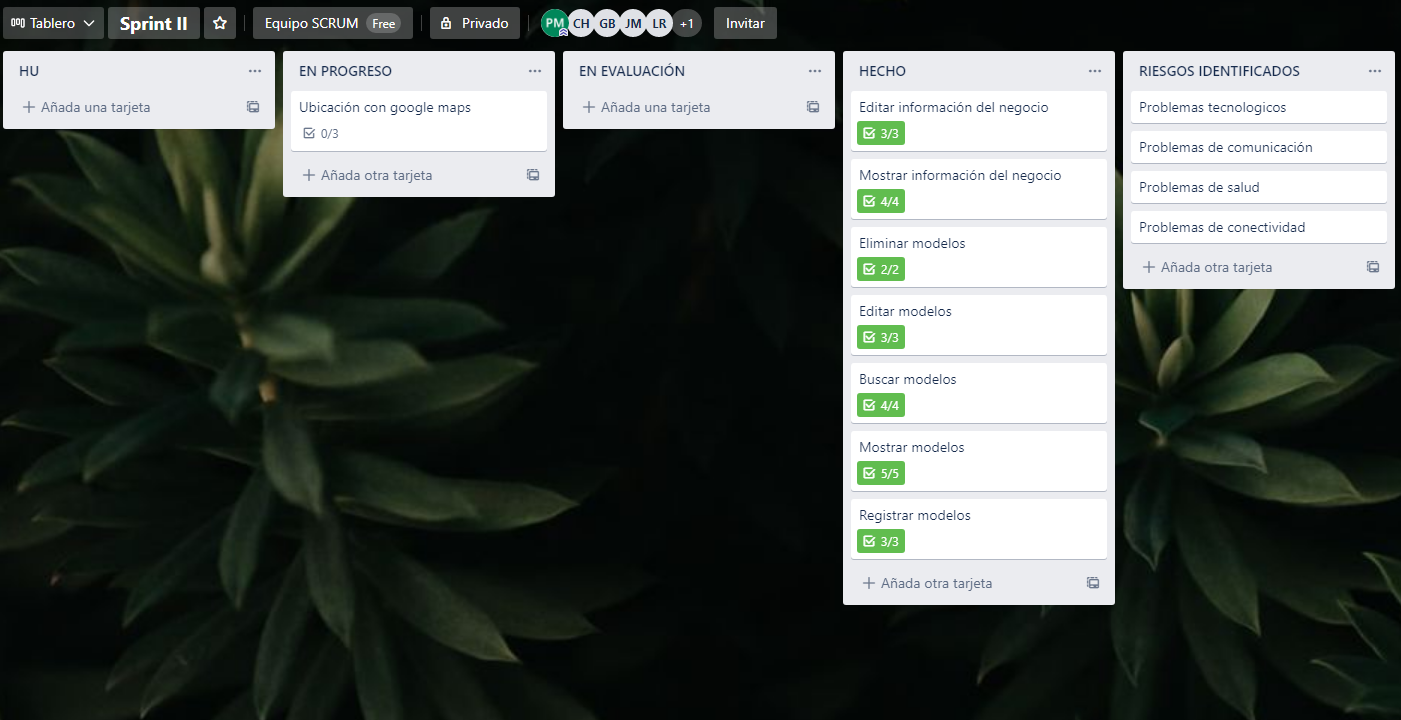 Tablero
Sprint II
Equipo SCRUM Free
Privado
PM CH GB JM LR +1
Invitar
HU
Añada una tarjeta
EN PROGRESO
Ubicación con google maps
0/3
Añada otra tarjeta
EN EVALUACIÓN
Añada una tarjeta
HECHO
Editar información del negocio
3/3
Mostrar información del negocio
4/4
Eliminar modelos
2/2
Editar modelos
3/3
Buscar modelos
4/4
Mostrar modelos
5/5
Registrar modelos
3/3
Añada otra tarjeta
RIESGOS IDENTIFICADOS
Problemas tecnologicos
Problemas de comunicación
Problemas de salud
Problemas de conectividad
Añada otra tarjeta